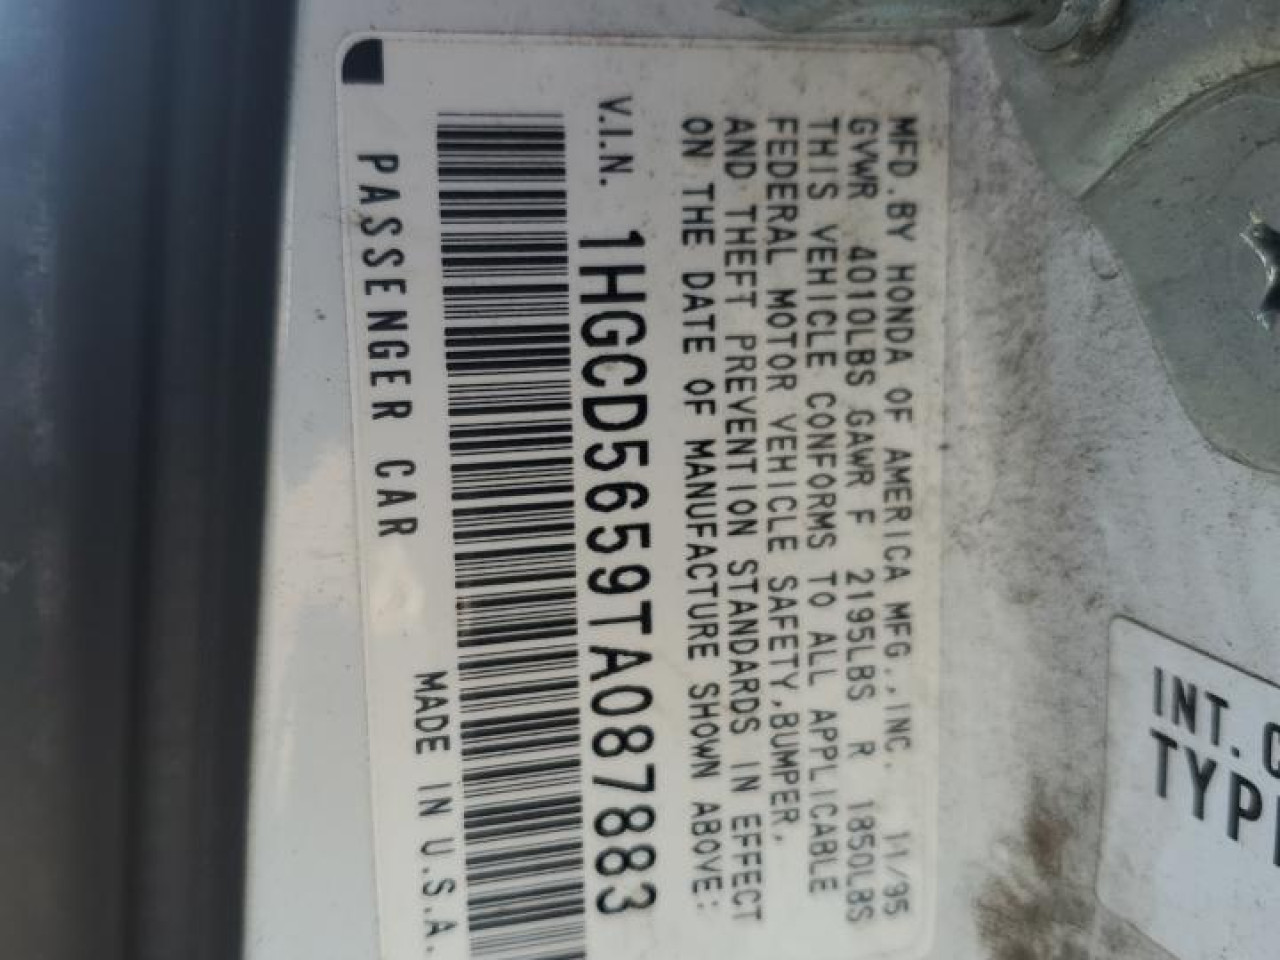 MFD.BY HONDA OF AMERICA MFG.,INC. 11/95
GVWR 4010LBS GAWR F 2195LBS R 1850LBS
THIS VEHICLE CONFORMS TO ALL APPLICABLE
FEDERAL MOTOR VEHICLE SAFETY,BUMPER,
AND THEFT PREVENTION STANDARDS IN EFFECT
ON THE DATE OF MANUFACTURE SHOWN ABOVE:
V.I.N. 1HGCD5659TA087883
PASSENGER CAR MADE IN U.S.A.
INT. C
TYPE